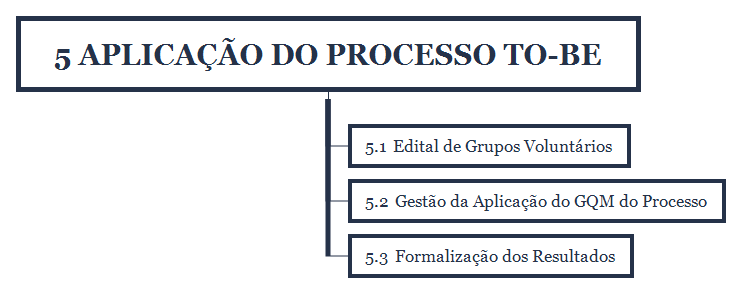 5 APLICAÇÃO DO PROCESSO TO-BE
5.1 Edital de Grupos Voluntários
5.2 Gestão da Aplicação do GQM do Processo
5.3 Formalização dos Resultados